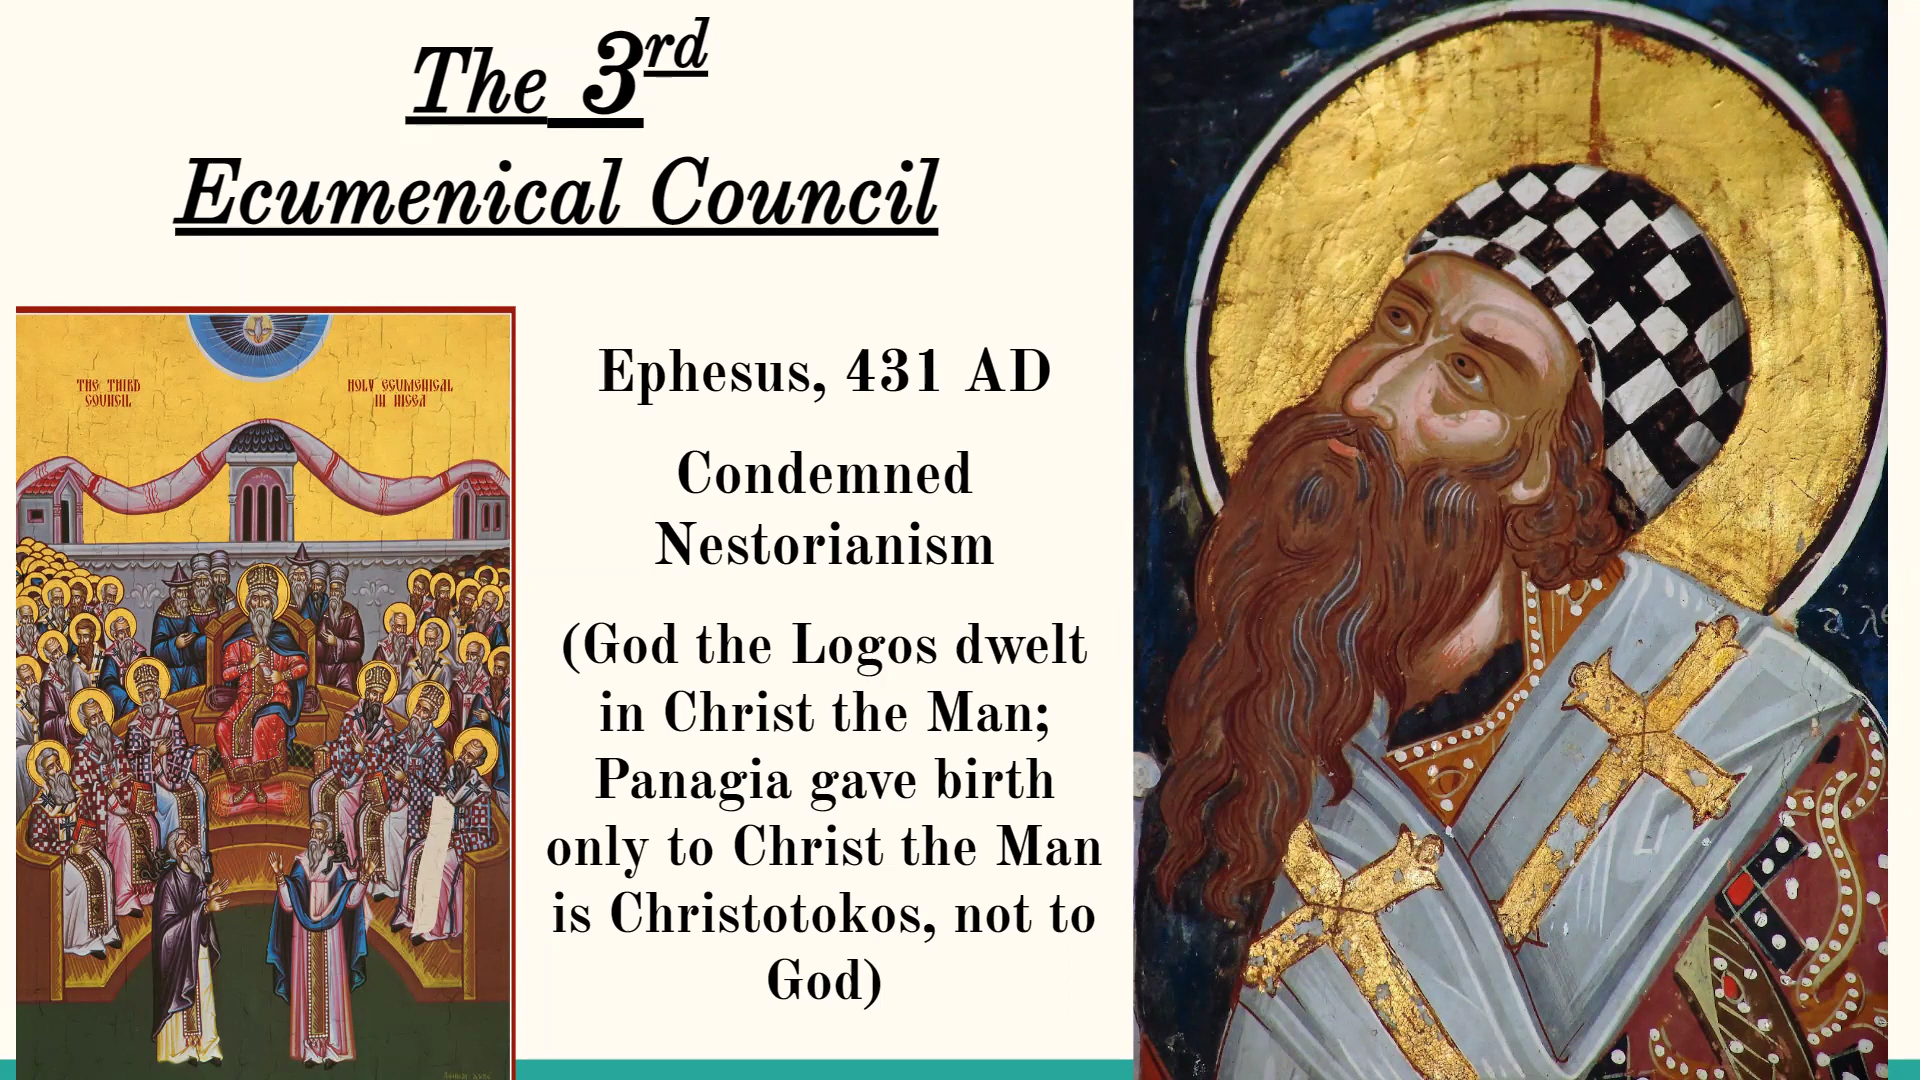 The 3rd
Ecumenical Council
THE THIRD
COUNCIL
HOLY ECUMENICAL
IN NICEA
Ephesus, 431 AD
Condemned
Nestorianism
(God the Logos dwelt
in Christ the Man;
Panagia gave birth
only to Christ the Man
is Christotokos, not to
God)